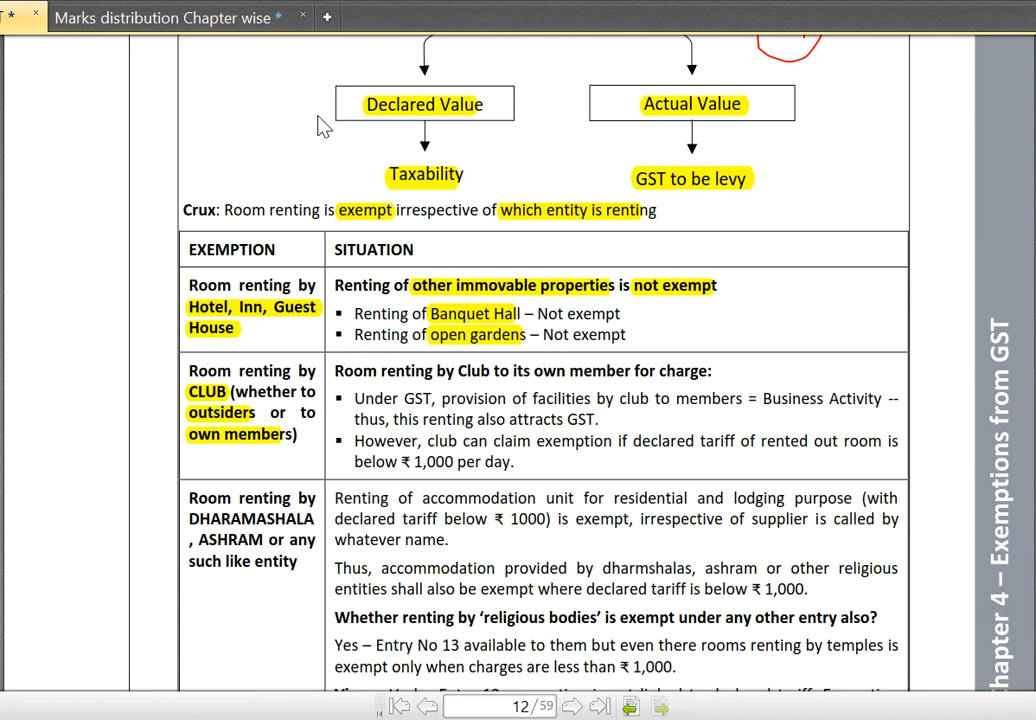 T *
Marks distribution Chapter wise *
Declared Value
Actual Value
Taxability
GST to be levy
Crux: Room renting is exempt irrespective of which entity is renting
EXEMPTION
SITUATION
Room renting by
Hotel, Inn, Guest
House
Renting of other immovable properties is not exempt
▪ Renting of Banquet Hall – Not exempt
▪ Renting of open gardens – Not exempt
Room renting by
CLUB (whether to
outsiders or to
own members)
Room renting by Club to its own member for charge:
▪ Under GST, provision of facilities by club to members = Business Activity --
thus, this renting also attracts GST.
▪ However, club can claim exemption if declared tariff of rented out room is
below ₹ 1,000 per day.
Room renting by
DHARAMASHALA
, ASHRAM or any
such like entity
Renting of accommodation unit for residential and lodging purpose (with
declared tariff below ₹ 1000) is exempt, irrespective of supplier is called by
whatever name.
Thus, accommodation provided by dharmshalas, ashram or other religious
entities shall also be exempt where declared tariff is below ₹ 1,000.
Whether renting by ‘religious bodies’ is exempt under any other entry also?
Yes – Entry No 13 available to them but even there rooms renting by temples is
exempt only when charges are less than ₹ 1,000.
hapter 4 – Exemptions from GST
12 / 59